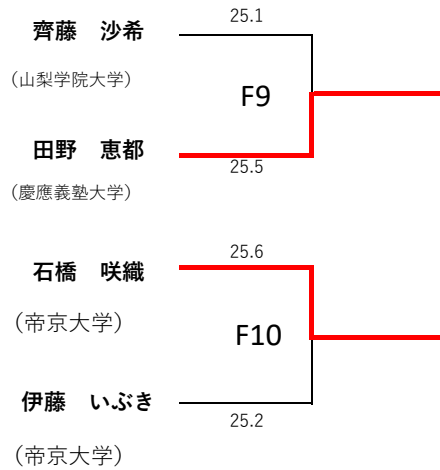 齊藤　沙希
25.1
(山梨学院大学)
F9
田野　恵都
25.5
(慶應義塾大学)
石橋　咲織
25.6
(帝京大学)
F10
伊藤　いぶき
25.2
(帝京大学)